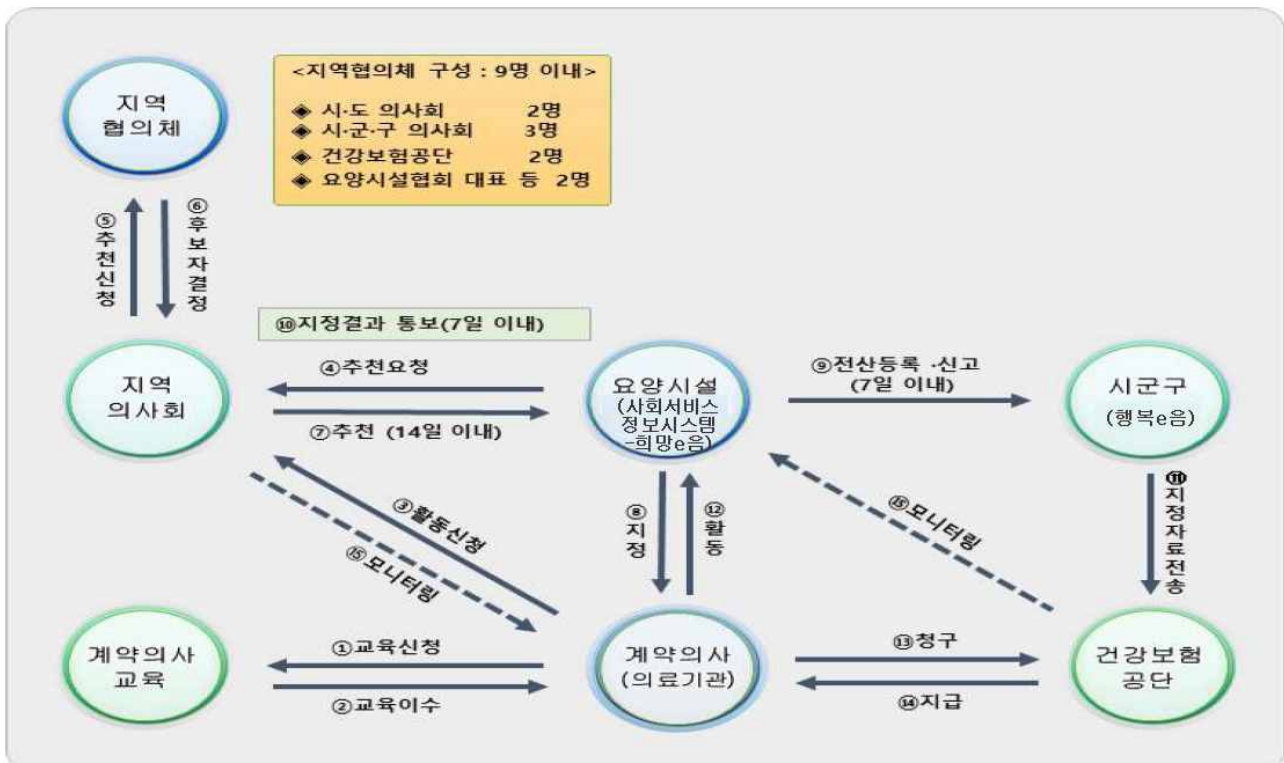 지역
협의체
<지역협의체 구성 : 9명 이내>
◈ 시·도 의사회 2명
◈ 시·군·구 의사회 3명
◈ 건강보험공단 2명
◈ 요양시설협회 대표 등 2명
⑤추천신청
⑥후보자결정
⑩지정결과 통보(7일 이내)
지역
의사회
④추천요청
⑦추천 (14일 이내)
요양시설
(사회서비스
정보시스템
-희망e음)
⑨전산등록 ·신고
(7일 이내)
시군구
(행복e음)
③활동신청
⑮모니터링
⑧지정
⑫활동
⑮모니터링
⑪지정자료전송
계약의사
교육
①교육신청
②교육이수
계약의사
(의료기관)
⑬청구
⑭지급
건강보험
공단